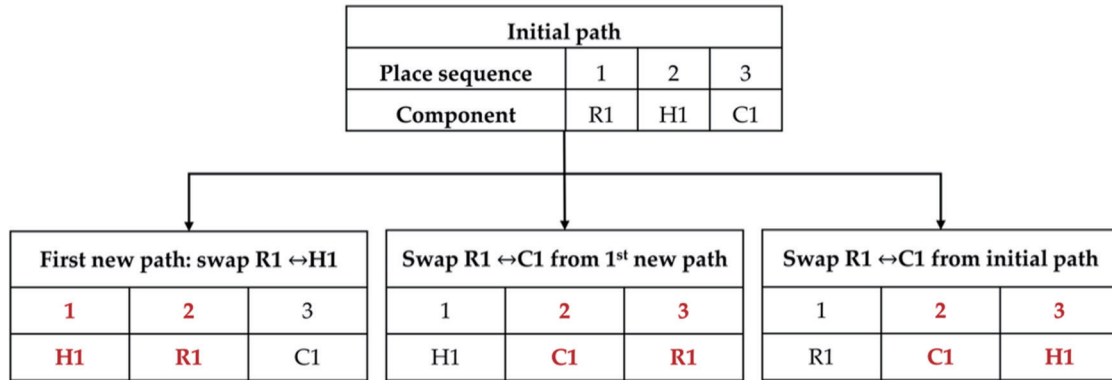 Initial path
Place sequence 1 2 3
Component R1 H1 C1
First new path: swap R1 ↔H1
1 2 3
H1 R1 C1
Swap R1 ↔C1 from 1st new path
1 2 3
H1 C1 R1
Swap R1 ↔C1 from initial path
1 2 3
R1 C1 H1